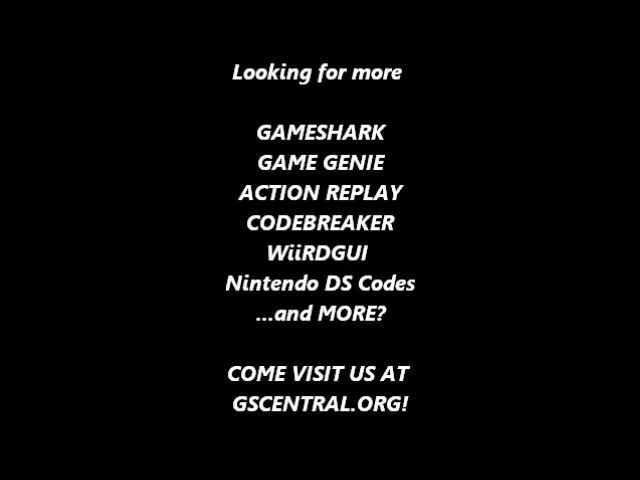 Looking for more
GAMESHARK
GAME GENIE
ACTION REPLAY
CODEBREAKER
WiiRDGUI
Nintendo DS Codes
...and MORE?
COME VISIT US AT
GSCENTRAL.ORG!